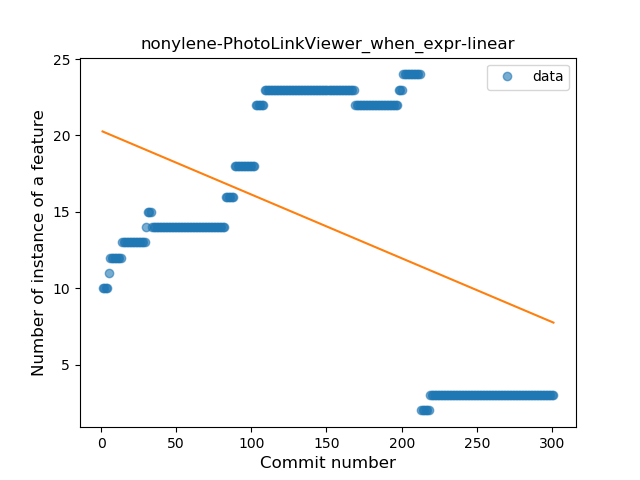 nonylene-PhotoLinkViewer_when_expr-linear
data
Number of instance of a feature
25
20
15
10
5
0 50 100 150 200 250 300
Commit number